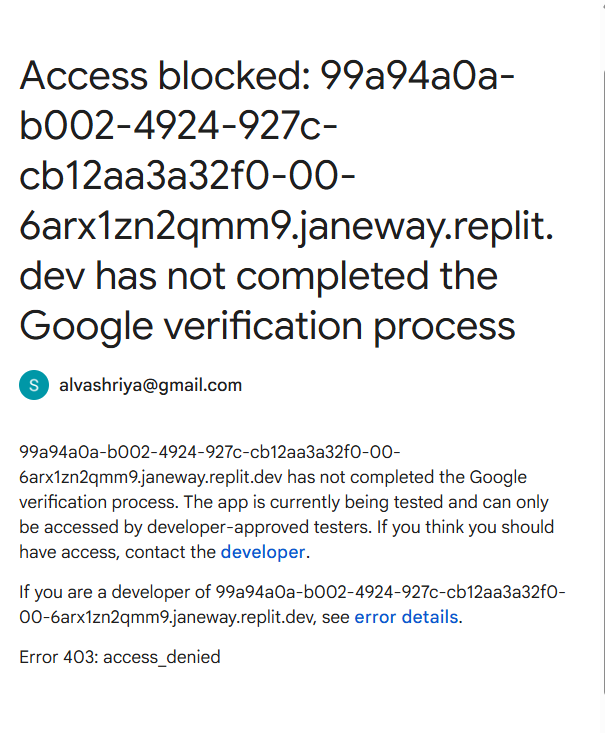 Access blocked: 99a94a0a-
b002-4924-927c-
cb12aa3a32f0-00-
6arx1zn2qmm9.janeway.replit.
dev has not completed the
Google verification process
S alvashriya@gmail.com
99a94a0a-b002-4924-927c-cb12aa3a32f0-00-
6arx1zn2qmm9.janeway.replit.dev has not completed the Google
verification process. The app is currently being tested and can only
be accessed by developer-approved testers. If you think you should
have access, contact the developer.
If you are a developer of 99a94a0a-b002-4924-927c-cb12aa3a32f0-
00-6arx1zn2qmm9.janeway.replit.dev, see error details.
Error 403: access_denied